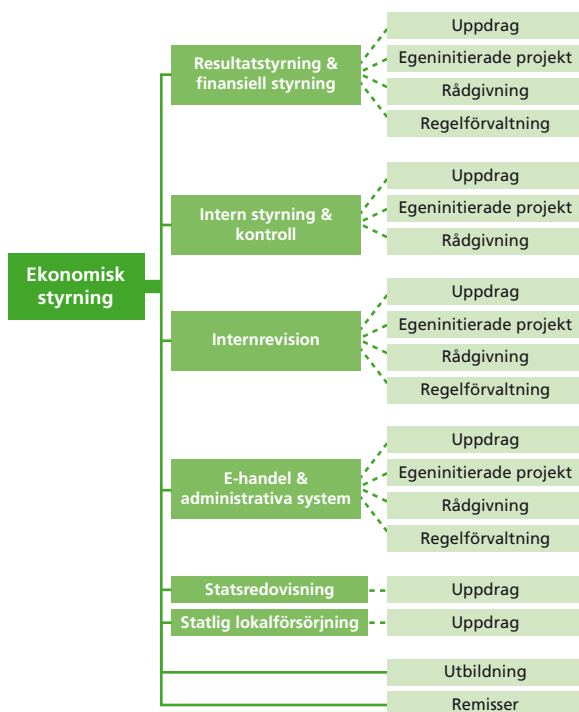 Ekonomisk
styrning
Resultatstyrning &
finansiell styrning
Uppdrag
Egeninitierade projekt
Rådgivning
Regelförvaltning
Intern styrning &
kontroll
Uppdrag
Egeninitierade projekt
Rådgivning
Internrevision
Uppdrag
Egeninitierade projekt
Rådgivning
Regelförvaltning
E-handel &
administrativa system
Uppdrag
Egeninitierade projekt
Rådgivning
Regelförvaltning
Statsredovisning
Uppdrag
Statlig lokalförsörjning
Uppdrag
Utbildning
Remisser